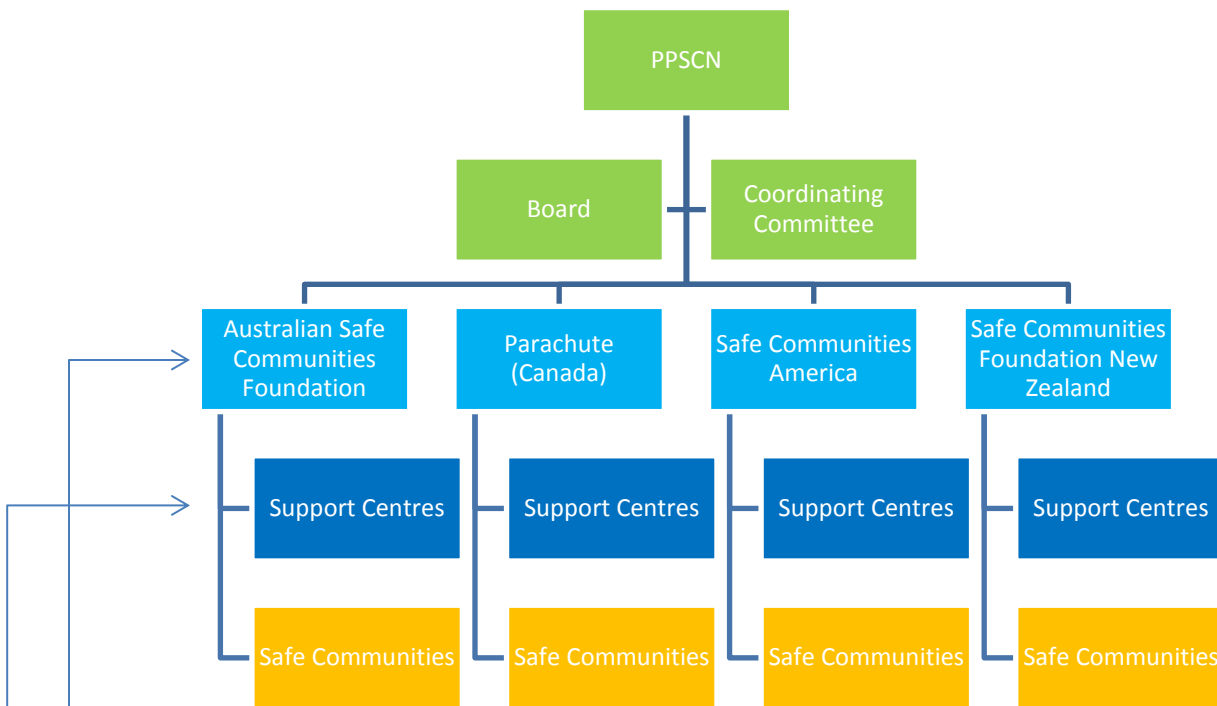 PPSCN
Board
Coordinating
Committee
Australian Safe
Communities
Foundation
Parachute
(Canada)
Safe Communities
America
Safe Communities
Foundation New
Zealand
Support Centres
Support Centres
Support Centres
Support Centres
Safe Communities
Safe Communities
Safe Communities
Safe Communities